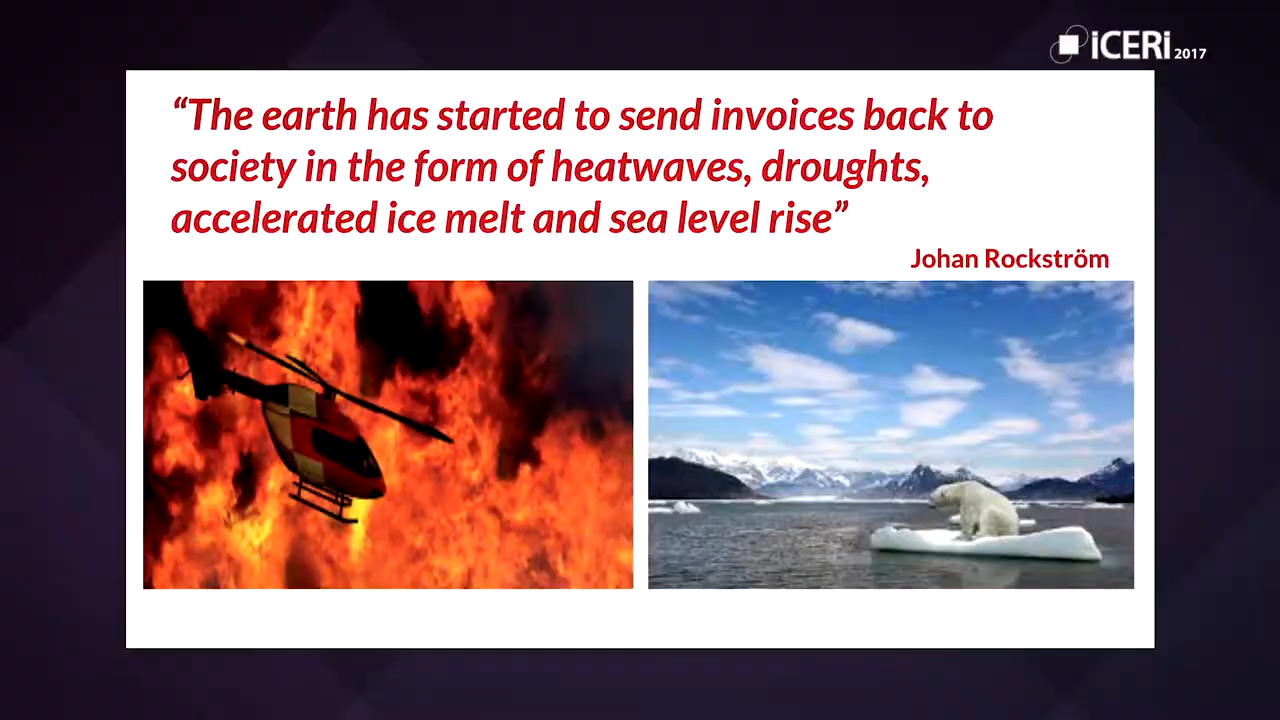 iCERi 2017
“The earth has started to send invoices back to
society in the form of heatwaves, droughts,
accelerated ice melt and sea level rise”
Johan Rockström